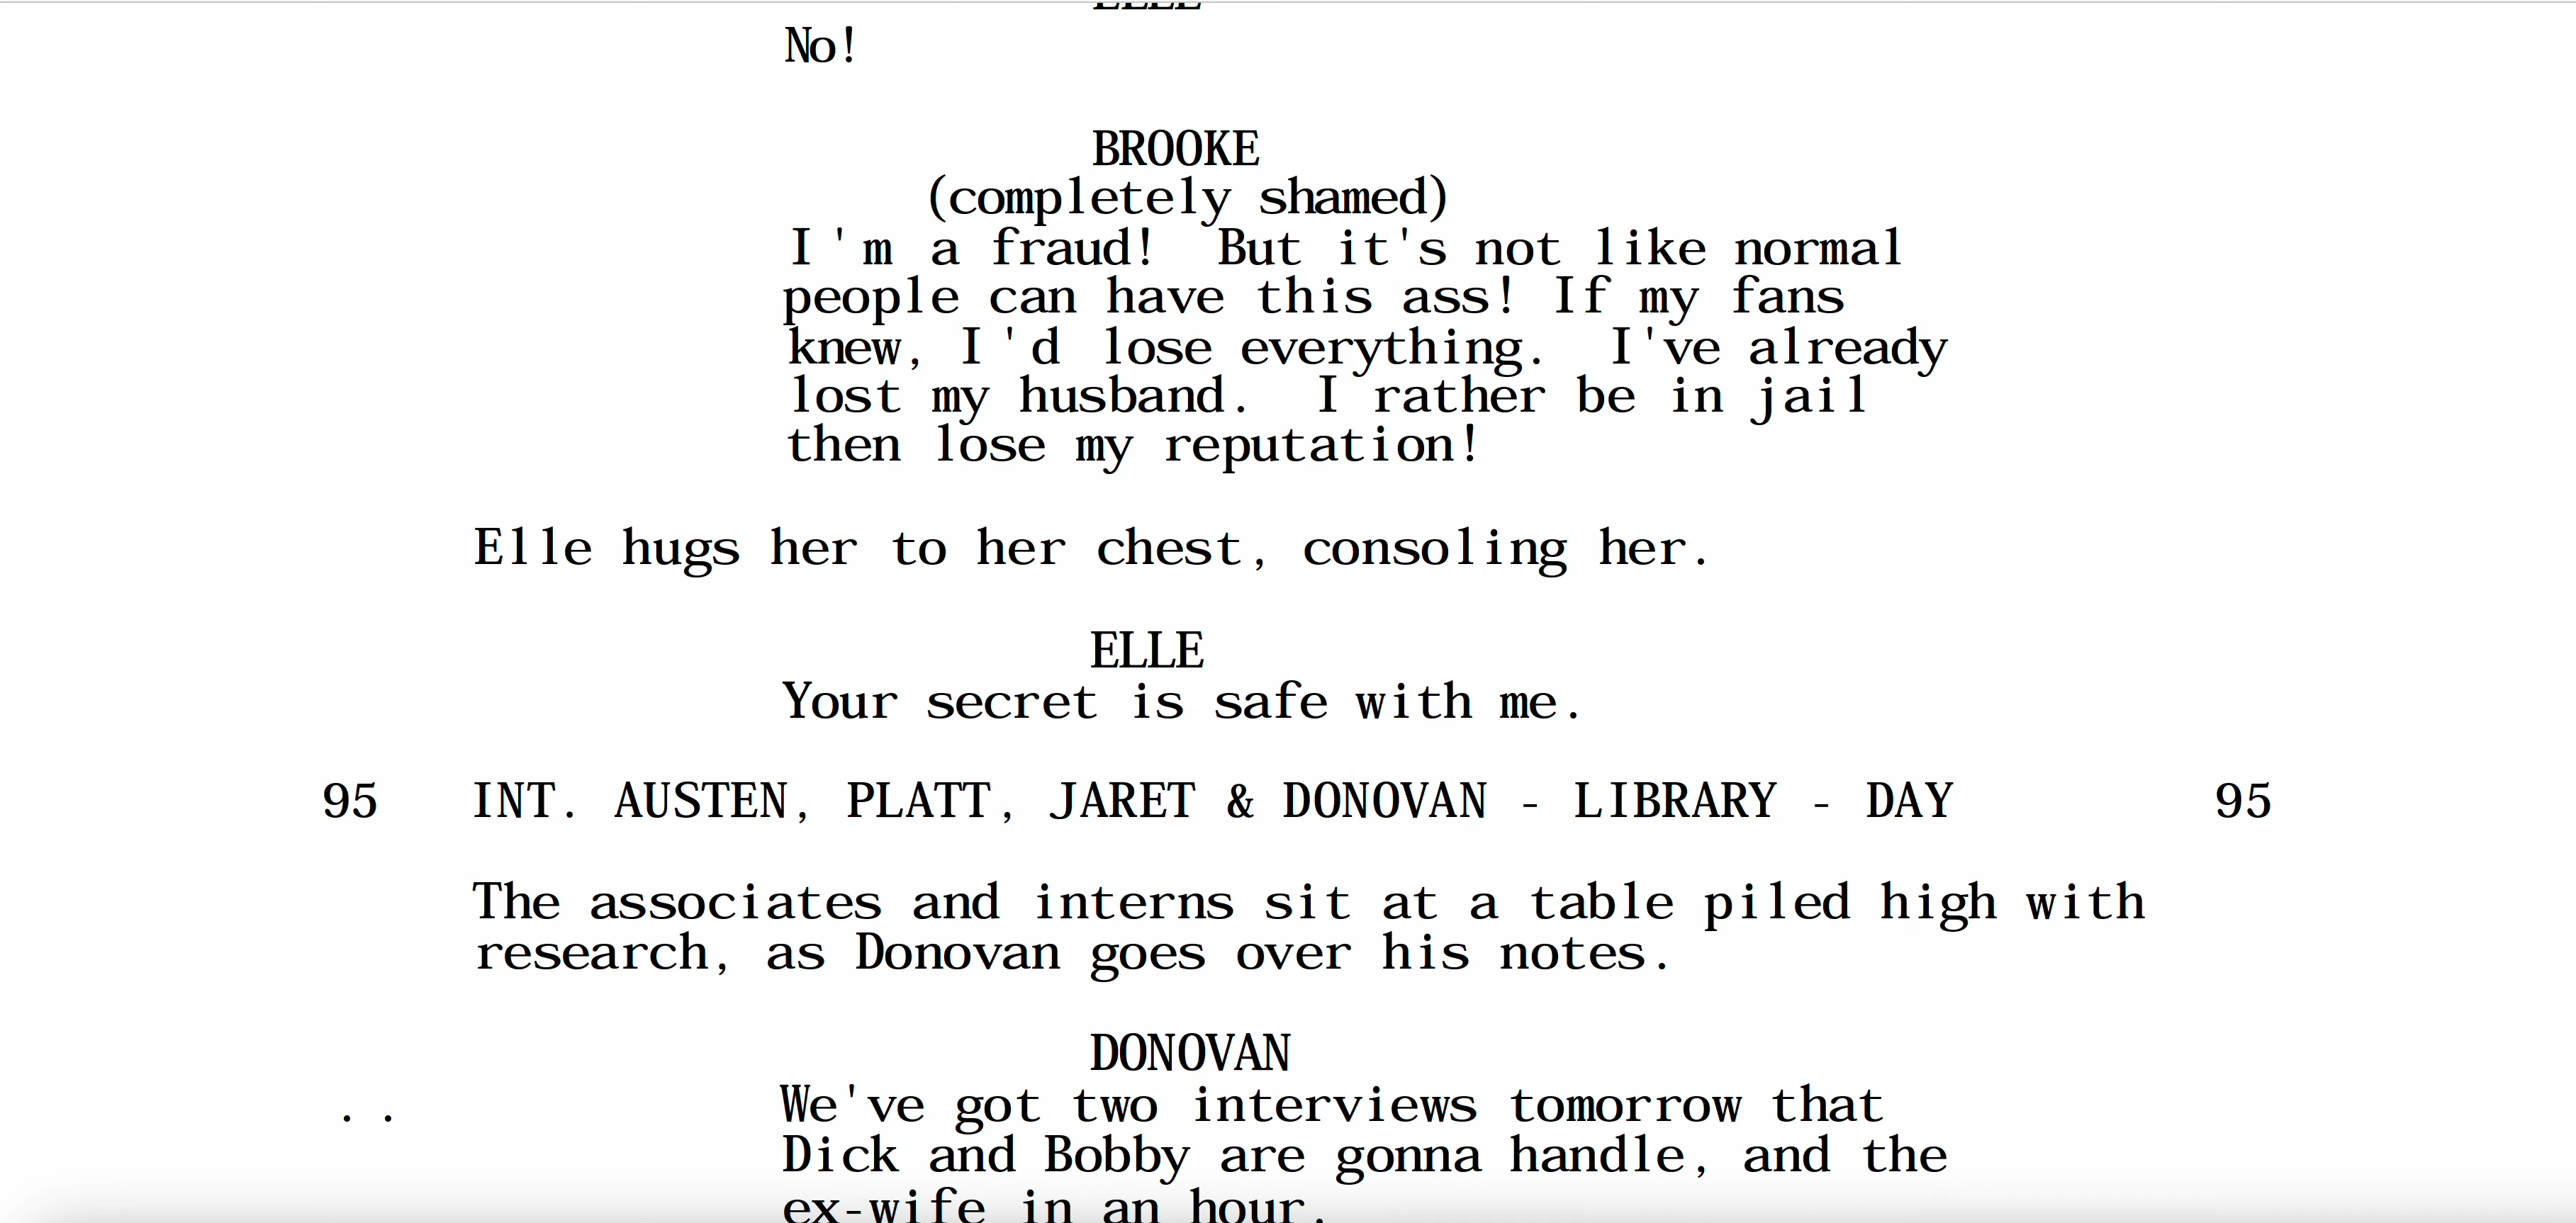 ELLE
No!
BROOKE
(completely shamed)
I'm a fraud!  But it's not like normal
people can have this ass! If my fans
knew, I'd lose everything.  I've already
lost my husband.  I rather be in jail
then lose my reputation!
Elle hugs her to her chest, consoling her.
ELLE
Your secret is safe with me.
95 INT. AUSTEN, PLATT, JARET & DONOVAN - LIBRARY - DAY 95
The associates and interns sit at a table piled high with
research, as Donovan goes over his notes.
DONOVAN
. . We've got two interviews tomorrow that
Dick and Bobby are gonna handle, and the
ex-wife in an hour.